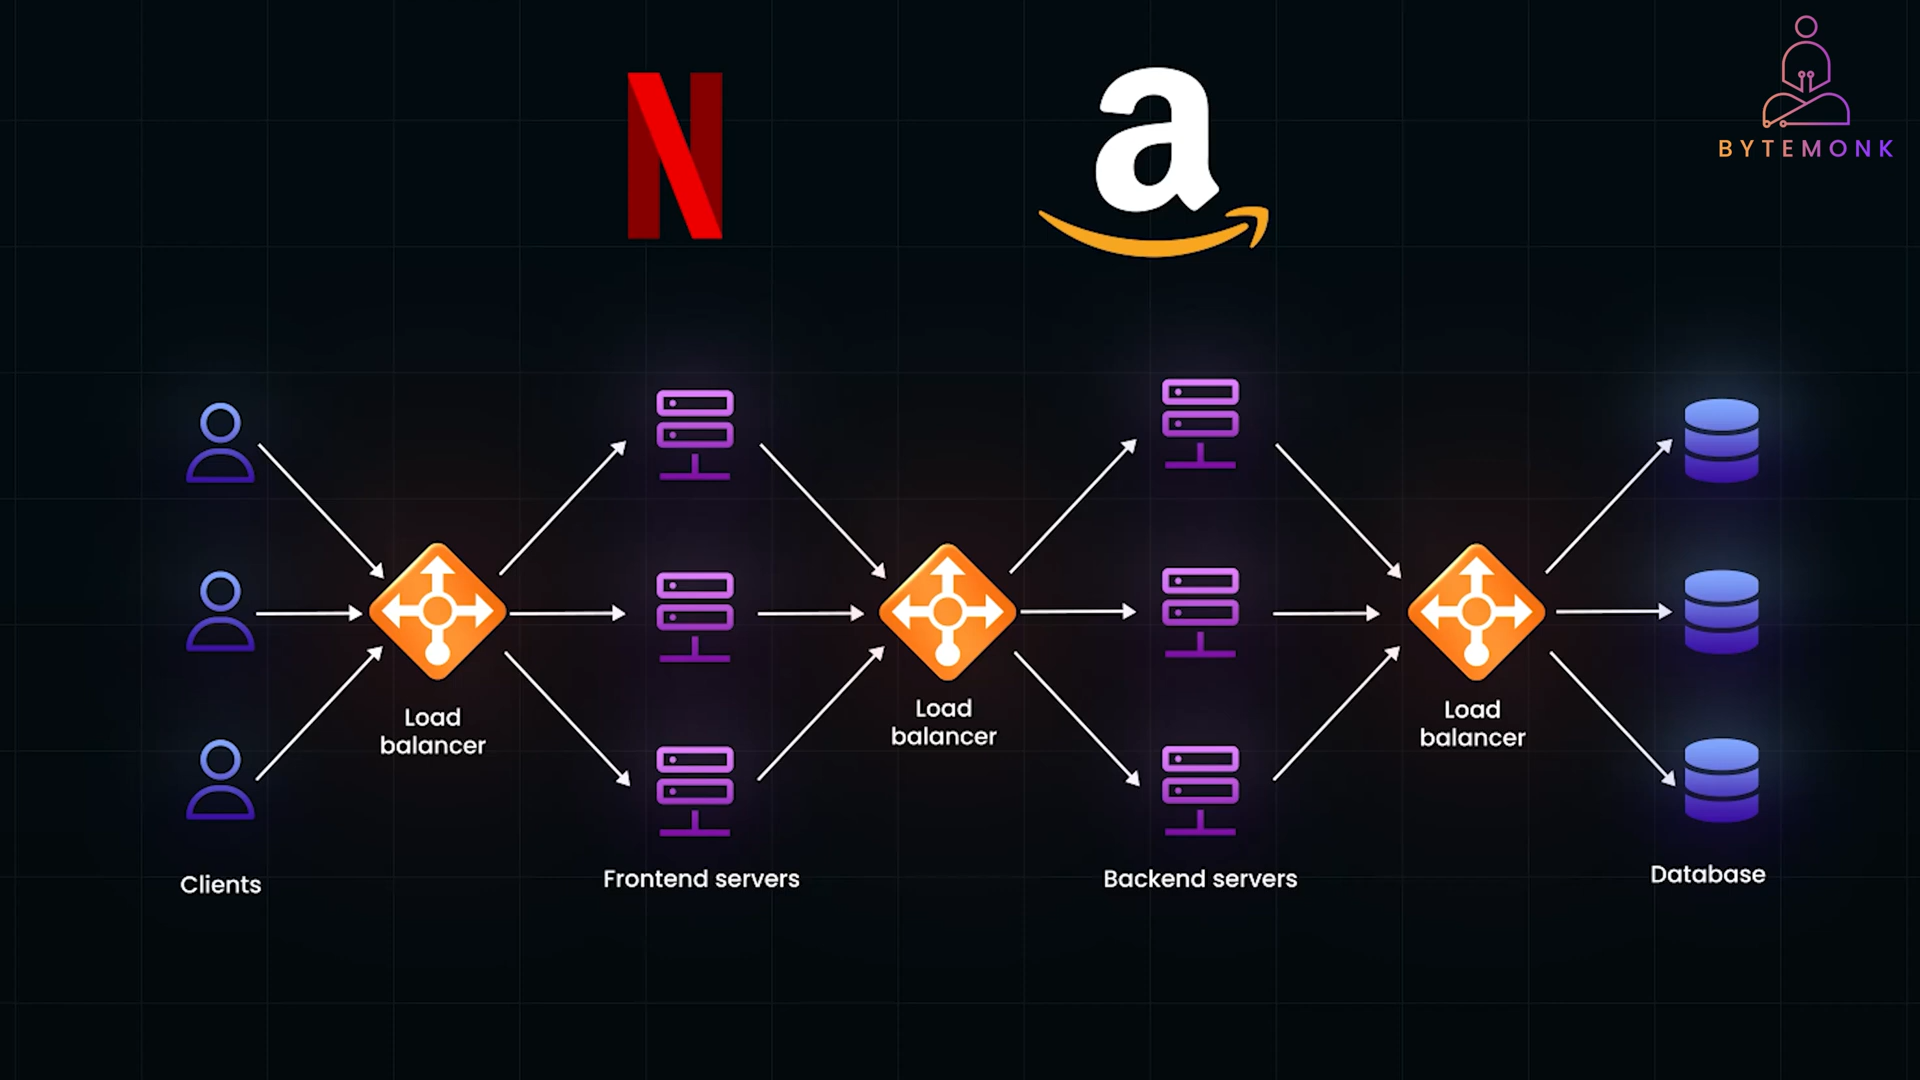 BYTEMONK
Load
balancer
Load
balancer
Load
balancer
Clients
Frontend servers
Backend servers
Database